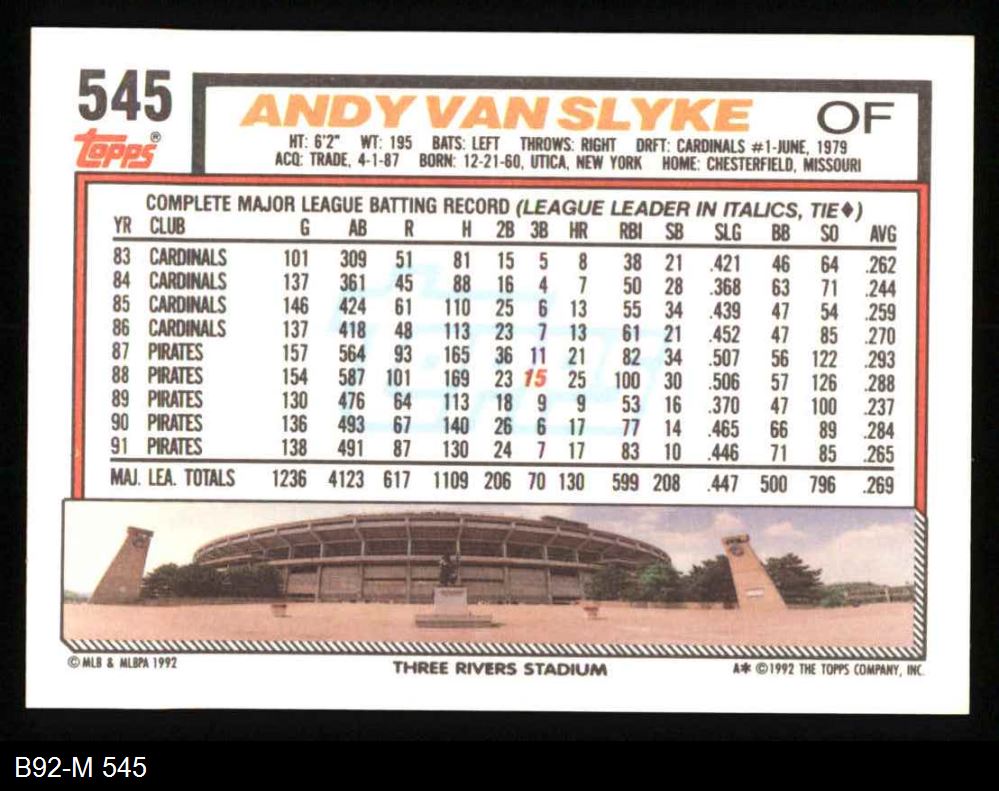 545
Topps®
ANDY VAN SLYKE OF
HT: 6'2" WT: 195 BATS: LEFT THROWS: RIGHT DRFT: CARDINALS #1-JUNE, 1979
ACQ: TRADE, 4-1-87 BORN: 12-21-60, UTICA, NEW YORK HOME: CHESTERFIELD, MISSOURI
COMPLETE MAJOR LEAGUE BATTING RECORD (LEAGUE LEADER IN ITALICS, TIE♦)
YR CLUB G AB R H 2B 3B HR RBI SB SLG BB SO AVG
83 CARDINALS 101 309 51 81 15 5 8 38 21 .421 46 64 .262
84 CARDINALS 137 361 45 88 16 4 7 50 28 .368 63 71 .244
85 CARDINALS 146 424 61 110 25 6 13 55 34 .439 47 54 .259
86 CARDINALS 137 418 48 113 23 7 13 61 21 .452 47 85 .270
87 PIRATES 157 564 93 165 36 11 21 82 34 .507 56 122 .293
88 PIRATES 154 587 101 169 23 15 25 100 30 .506 57 126 .288
89 PIRATES 130 476 64 113 18 9 9 53 16 .370 47 100 .237
90 PIRATES 136 493 67 140 26 6 17 77 14 .465 66 89 .284
91 PIRATES 138 491 87 130 24 7 17 83 10 .446 71 85 .265
MAJ. LEA. TOTALS 1236 4123 617 1109 206 70 130 599 208 .447 500 796 .269
© MLB & MLBPA 1992
THREE RIVERS STADIUM
A* ©1992 THE TOPPS COMPANY, INC.
B92-M 545